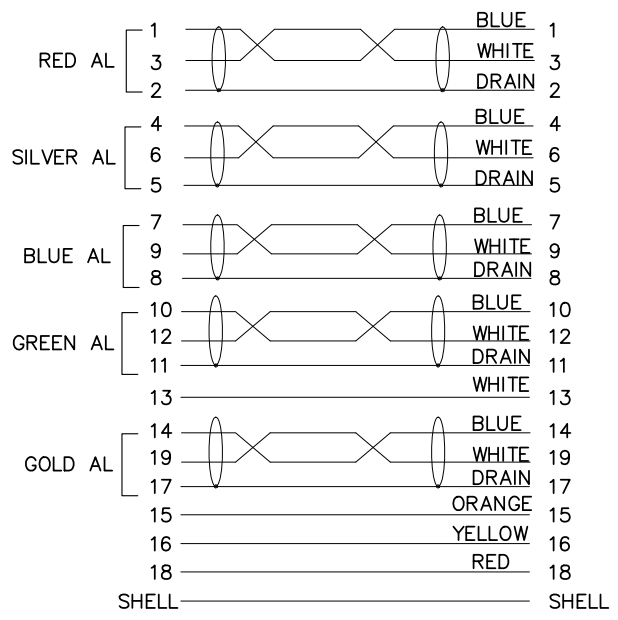 1 BLUE 1
RED AL 3 WHITE 3
2 DRAIN 2
4 BLUE 4
SILVER AL 6 WHITE 6
5 DRAIN 5
7 BLUE 7
BLUE AL 9 WHITE 9
8 DRAIN 8
10 BLUE 10
GREEN AL 12 WHITE 12
11 DRAIN 11
13 WHITE 13
14 BLUE 14
GOLD AL 19 WHITE 19
17 DRAIN 17
15 ORANGE 15
16 YELLOW 16
18 RED 18
SHELL SHELL